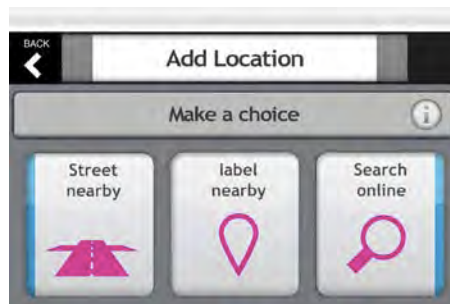 BACK
Add Location
Make a choice
i
Street
nearby
label
nearby
Search
online